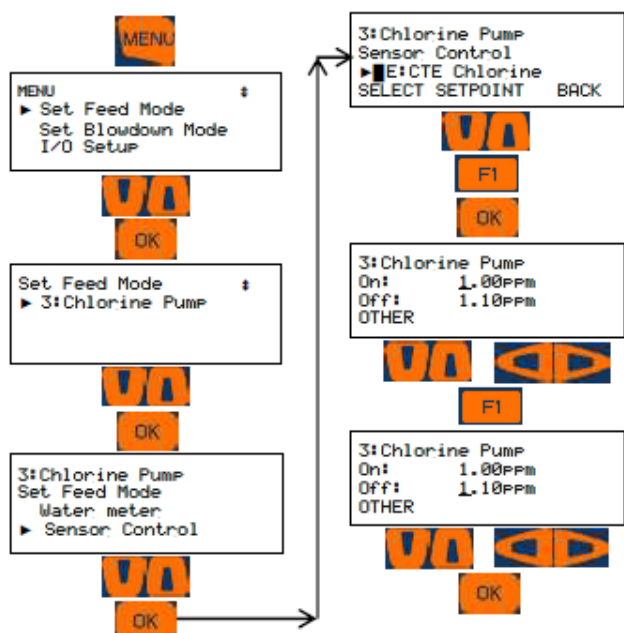 MENU
MENU
► Set Feed Mode
Set Blowdown Mode
I/O Setup
OK
Set Feed Mode
► 3:Chlorine Pump
OK
3:Chlorine Pump
Set Feed Mode
Water meter
► Sensor Control
OK
3:Chlorine Pump
Sensor Control
►█E:CTE Chlorine
SELECT SETPOINT BACK
F1
OK
3:Chlorine Pump
On: 1.00ppm
Off: 1.10ppm
OTHER
F1
3:Chlorine Pump
On: 1.00ppm
Off: 1.10ppm
OTHER
OK